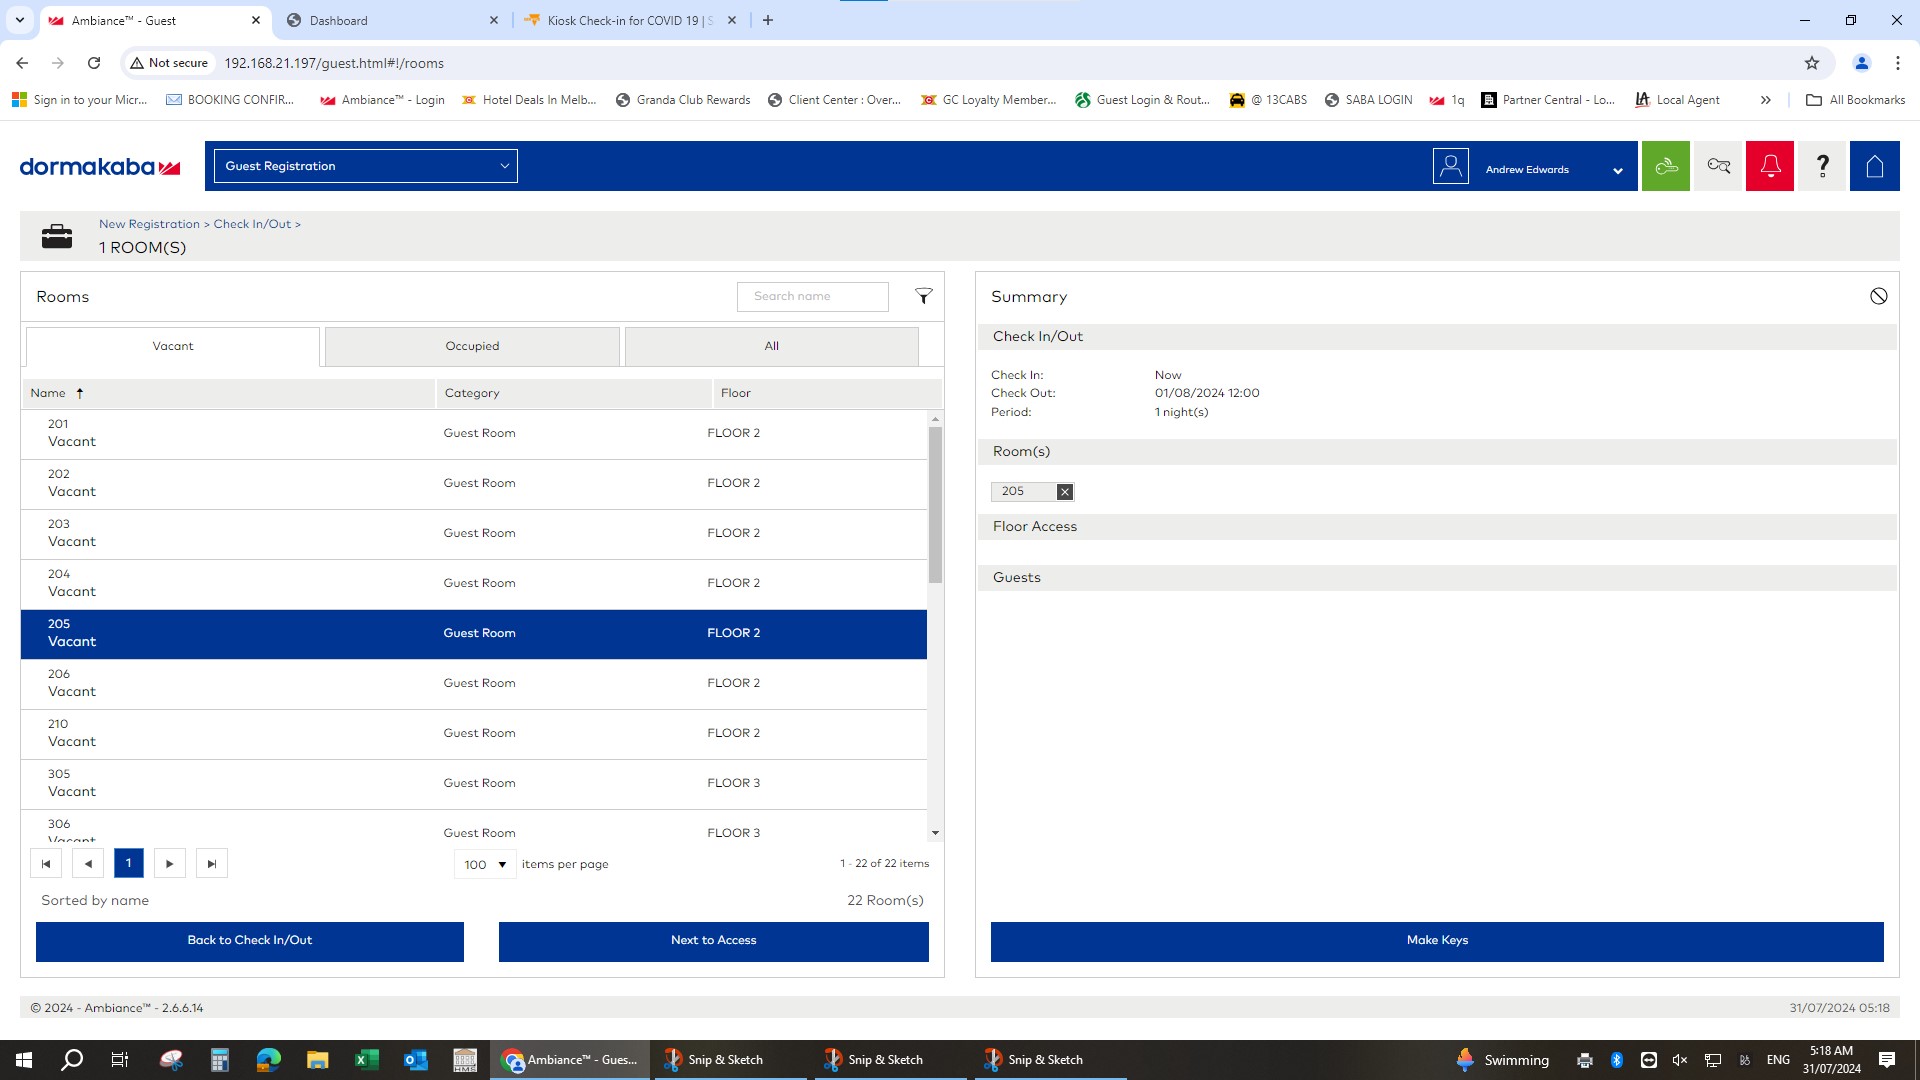 Ambiance™ - Guest
Dashboard
Kiosk Check-in for COVID 19 | S
Not secure
192.168.21.197/guest.html#!/rooms
Sign in to your Micr...
BOOKING CONFIR...
Ambiance™ - Login
Hotel Deals In Melb...
Granda Club Rewards
Client Center : Over...
GC Loyalty Member...
Guest Login & Rout...
@ 13CABS
SABA LOGIN
1q
Partner Central - Lo...
Local Agent
All Bookmarks
dormakaba
Guest Registration
Andrew Edwards
?
New Registration > Check In/Out >
1 ROOM(S)
Rooms
Search name
Vacant
Occupied
All
Name
Category
Floor
201
Vacant
Guest Room
FLOOR 2
202
Vacant
Guest Room
FLOOR 2
203
Vacant
Guest Room
FLOOR 2
204
Vacant
Guest Room
FLOOR 2
205
Vacant
Guest Room
FLOOR 2
206
Vacant
Guest Room
FLOOR 2
210
Vacant
Guest Room
FLOOR 2
305
Vacant
Guest Room
FLOOR 3
306
Vacant
Guest Room
FLOOR 3
1
100
items per page
1 - 22 of 22 items
Sorted by name
22 Room(s)
Back to Check In/Out
Next to Access
Summary
Check In/Out
Check In: Now
Check Out: 01/08/2024 12:00
Period: 1 night(s)
Room(s)
205
Floor Access
Guests
Make Keys
© 2024 - Ambiance™ - 2.6.6.14
31/07/2024 05:18
HMS
Ambiance™ - Gues...
Snip & Sketch
Snip & Sketch
Snip & Sketch
Swimming
ENG
5:18 AM
31/07/2024